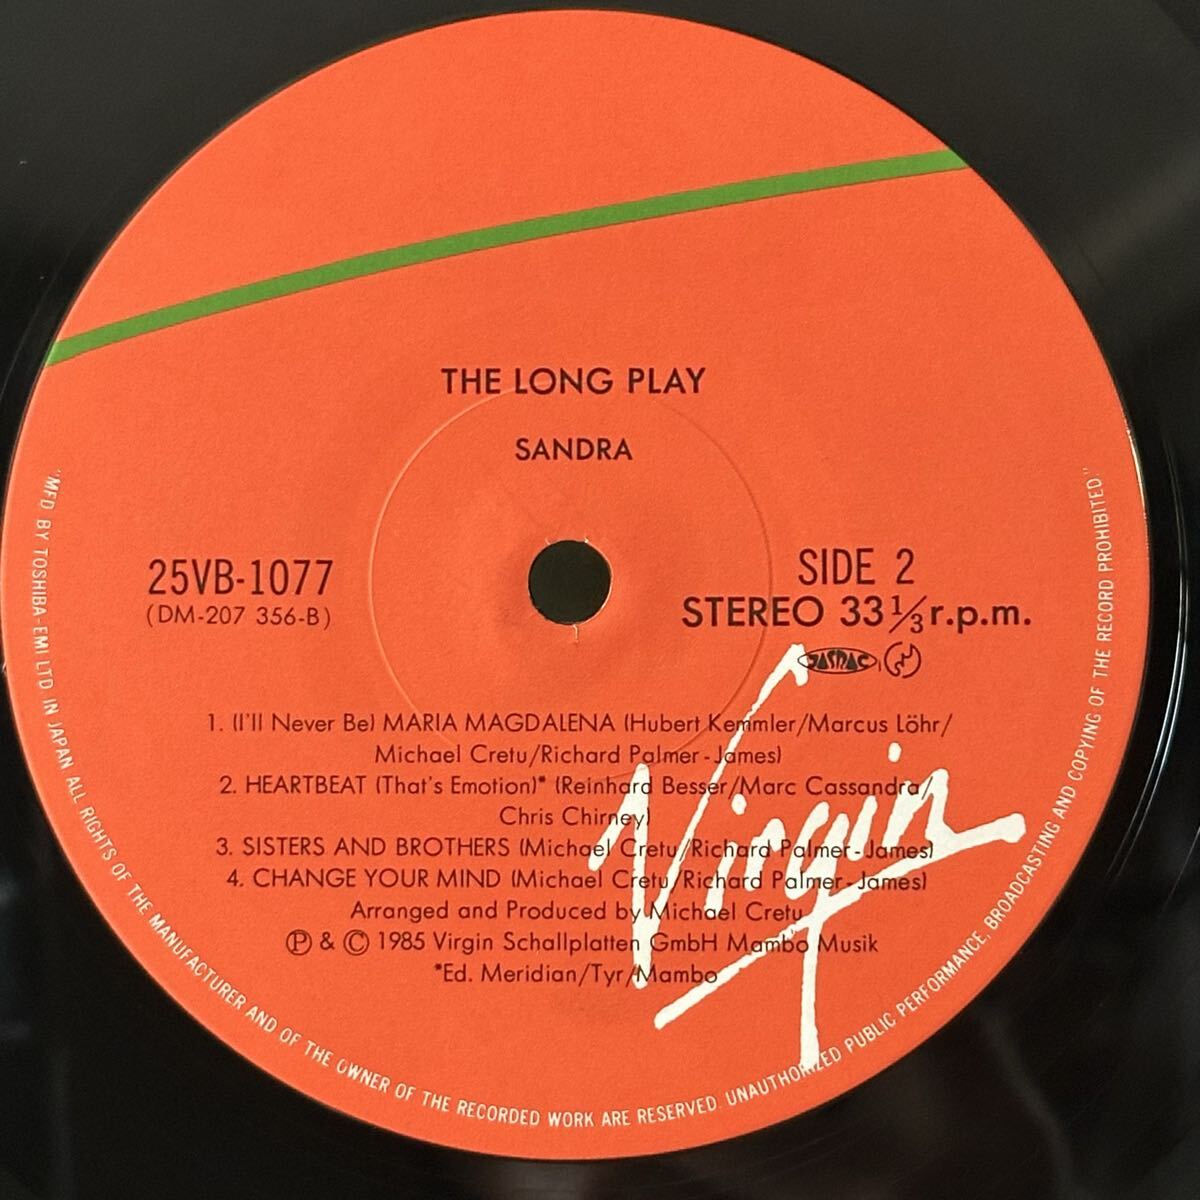 THE LONG PLAY
SANDRA
25VB-1077
(DM-207 356-B)
SIDE 2
STEREO 33 1/3 r.p.m.
JASRAC
1. (I'll Never Be) MARIA MAGDALENA (Hubert Kemmler/Marcus Löhr/
Michael Cretu/Richard Palmer-James)
2. HEARTBEAT (That's Emotion)* (Reinhard Besser/Marc Cassandra/
Chris Chirney)
3. SISTERS AND BROTHERS (Michael Cretu/Richard Palmer-James)
4. CHANGE YOUR MIND (Michael Cretu/Richard Palmer-James)
Arranged and Produced by Michael Cretu
℗ & © 1985 Virgin Schallplatten GmbH Mambo Musik
*Ed. Meridian/Tyr/Mambo
Virgin
"MFD BY TOSHIBA-EMI LTD IN JAPAN. ALL RIGHTS OF THE MANUFACTURER AND OF THE OWNER OF THE RECORDED WORK ARE RESERVED. UNAUTHORIZED PUBLIC PERFORMANCE, BROADCASTING AND COPYING OF THE RECORD PROHIBITED."